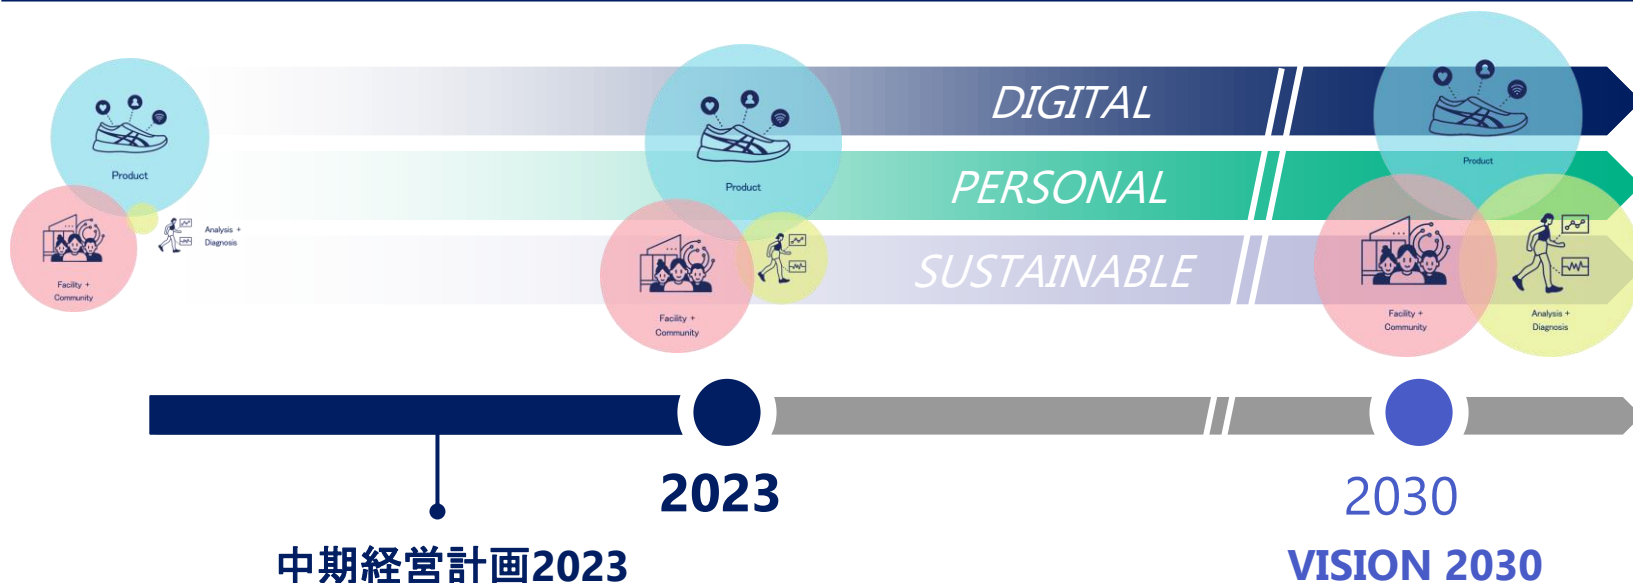 DIGITAL
PERSONAL
SUSTAINABLE
Product
Facility +
Community
Analysis +
Diagnosis
Product
Facility +
Community
Product
Facility +
Community
Analysis +
Diagnosis
2023
2030
中期経営計画2023
VISION 2030